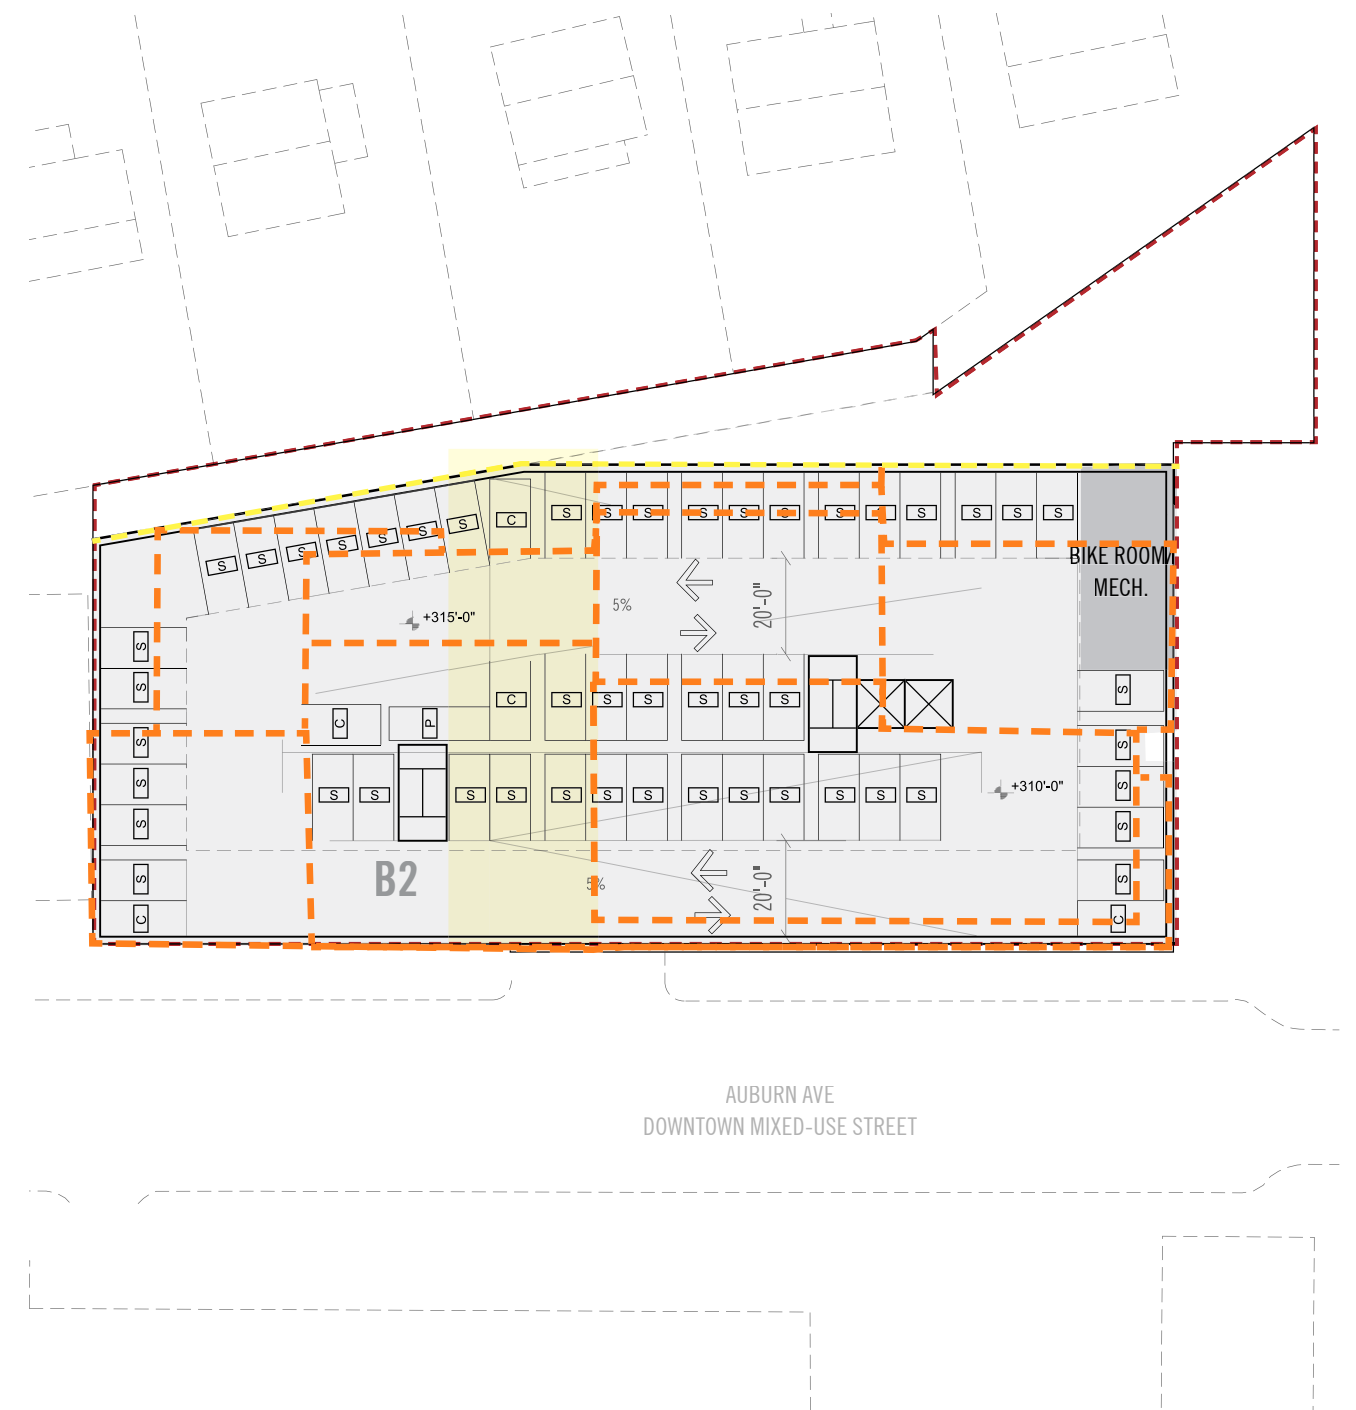 S S S S S S S C S S S S S C S S S S S S
BIKE ROOM/
MECH.
5%
20'-0"
+315'-0"
S
S
C S S S S S S
S
C P
S S
S
S S S S S S S S S S S S S
S
+310'-0"
S S
B2
5%
20'-0"
S S
C C
AUBURN AVE
DOWNTOWN MIXED-USE STREET